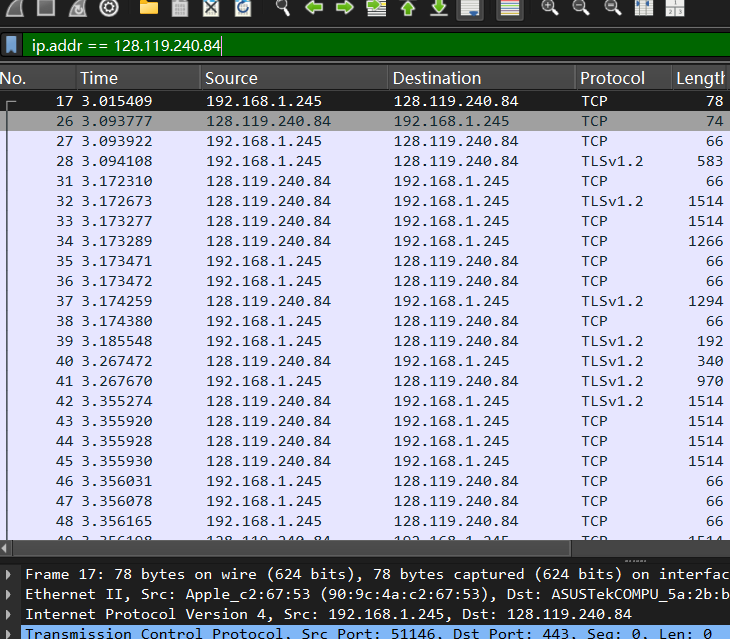 ip.addr == 128.119.240.84
No. Time Source Destination Protocol Length
17 3.015409 192.168.1.245 128.119.240.84 TCP 78
26 3.093777 128.119.240.84 192.168.1.245 TCP 74
27 3.093922 192.168.1.245 128.119.240.84 TCP 66
28 3.094108 192.168.1.245 128.119.240.84 TLSv1.2 583
31 3.172310 128.119.240.84 192.168.1.245 TCP 66
32 3.172673 128.119.240.84 192.168.1.245 TLSv1.2 1514
33 3.173277 128.119.240.84 192.168.1.245 TCP 1514
34 3.173289 128.119.240.84 192.168.1.245 TCP 1266
35 3.173471 192.168.1.245 128.119.240.84 TCP 66
36 3.173472 192.168.1.245 128.119.240.84 TCP 66
37 3.174259 128.119.240.84 192.168.1.245 TLSv1.2 1294
38 3.174380 192.168.1.245 128.119.240.84 TCP 66
39 3.185548 192.168.1.245 128.119.240.84 TLSv1.2 192
40 3.267472 128.119.240.84 192.168.1.245 TLSv1.2 340
41 3.267670 192.168.1.245 128.119.240.84 TLSv1.2 970
42 3.355274 128.119.240.84 192.168.1.245 TLSv1.2 1514
43 3.355920 128.119.240.84 192.168.1.245 TCP 1514
44 3.355928 128.119.240.84 192.168.1.245 TCP 1514
45 3.355930 128.119.240.84 192.168.1.245 TCP 1514
46 3.356031 192.168.1.245 128.119.240.84 TCP 66
47 3.356078 192.168.1.245 128.119.240.84 TCP 66
48 3.356165 192.168.1.245 128.119.240.84 TCP 66
Frame 17: 78 bytes on wire (624 bits), 78 bytes captured (624 bits) on interfac
Ethernet II, Src: Apple_c2:67:53 (90:9c:4a:c2:67:53), Dst: ASUSTekCOMPU_5a:2b:b
Internet Protocol Version 4, Src: 192.168.1.245, Dst: 128.119.240.84
Transmission Control Protocol, Src Port: 51146, Dst Port: 443, Seq: 0, Len: 0